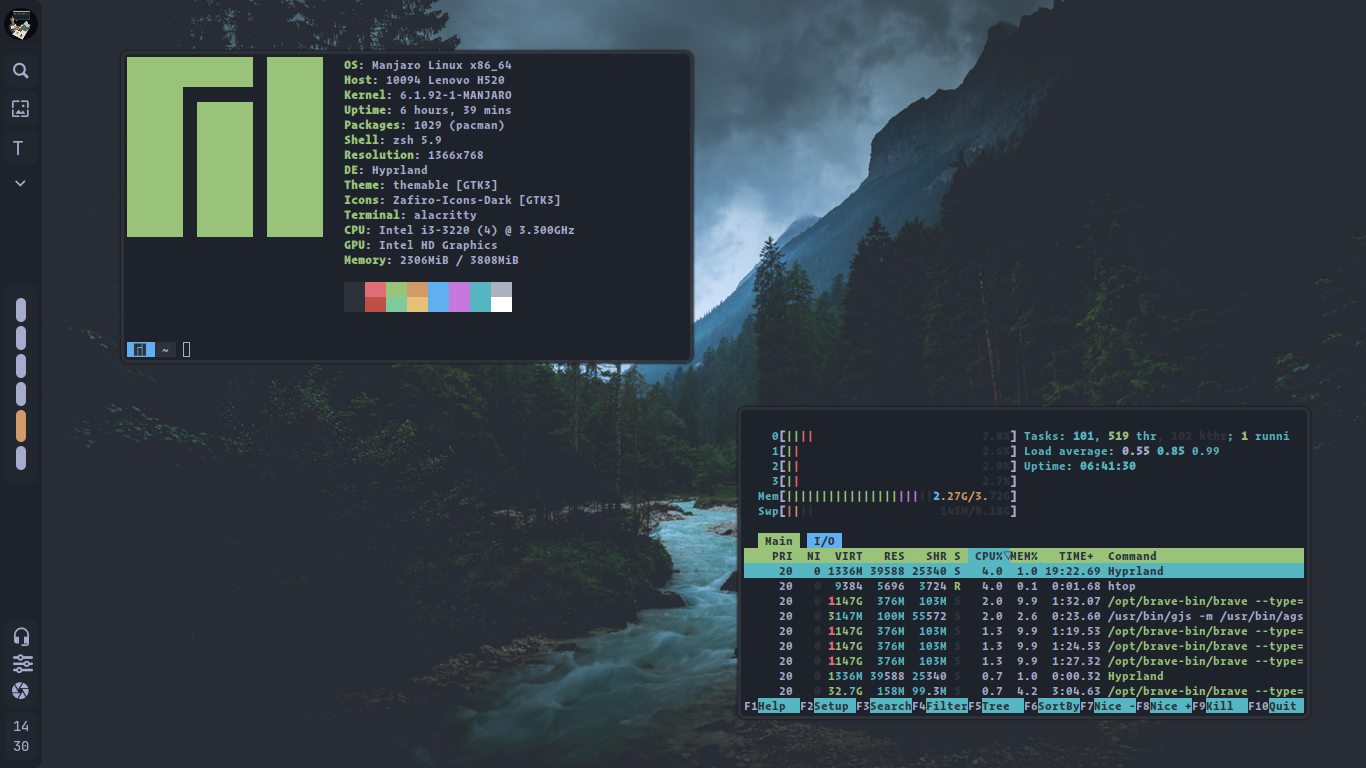 T
14
30
OS: Manjaro Linux x86_64
Host: 10094 Lenovo H520
Kernel: 6.1.92-1-MANJARO
Uptime: 6 hours, 39 mins
Packages: 1029 (pacman)
Shell: zsh 5.9
Resolution: 1366x768
DE: Hyprland
Theme: themable [GTK3]
Icons: Zafiro-Icons-Dark [GTK3]
Terminal: alacritty
CPU: Intel i3-3220 (4) @ 3.300GHz
GPU: Intel HD Graphics
Memory: 2306MiB / 3808MiB
~
0[|||| 7.8%] Tasks: 101, 519 thr, 102 kthr; 1 runni
1[|| 2.6%] Load average: 0.55 0.85 0.99
2[|| 2.0%] Uptime: 06:41:30
3[|| 2.7%]
Mem[|||||||||||||||||||||2.27G/3.72G]
Swp[|||| 145M/8.18G]
Main I/O
PRI NI VIRT RES SHR S CPU%▽MEM% TIME+ Command
20 0 1336M 39588 25340 S 4.0 1.0 19:22.69 Hyprland
20 0 9384 5696 3724 R 4.0 0.1 0:01.68 htop
20 0 1147G 376M 103M S 2.0 9.9 1:32.07 /opt/brave-bin/brave --type=
20 0 3147M 100M 55572 S 2.0 2.6 0:23.60 /usr/bin/gjs -m /usr/bin/ags
20 0 1147G 376M 103M S 1.3 9.9 1:19.53 /opt/brave-bin/brave --type=
20 0 1147G 376M 103M S 1.3 9.9 1:24.53 /opt/brave-bin/brave --type=
20 0 1147G 376M 103M S 1.3 9.9 1:27.32 /opt/brave-bin/brave --type=
20 0 1336M 39588 25340 S 0.7 1.0 0:00.32 Hyprland
20 0 32.7G 158M 99.3M S 0.7 4.2 3:04.63 /opt/brave-bin/brave --type=
F1Help F2Setup F3SearchF4FilterF5Tree F6SortByF7Nice -F8Nice +F9Kill F10Quit